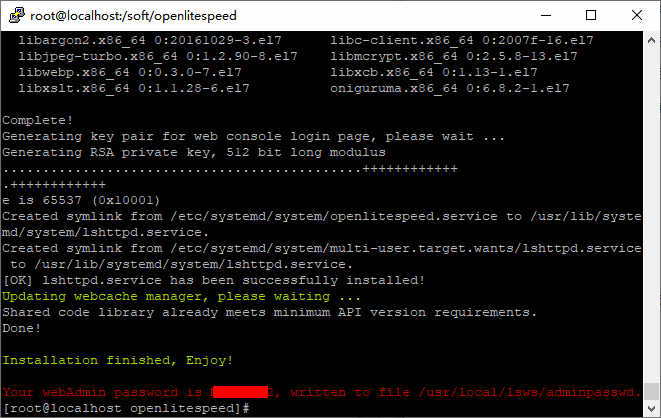 root@localhost:/soft/openlitespeed
libargon2.x86_64 0:20161029-3.el7 libc-client.x86_64 0:2007f-16.el7
libjpeg-turbo.x86_64 0:1.2.90-8.el7 libmcrypt.x86_64 0:2.5.8-13.el7
libwebp.x86_64 0:0.3.0-7.el7 libxcb.x86_64 0:1.13-1.el7
libxslt.x86_64 0:1.1.28-6.el7 oniguruma.x86_64 0:6.8.2-1.el7
Complete!
Generating key pair for web console login page, please wait ...
Generating RSA private key, 512 bit long modulus
.............................................++++++++++++
.++++++++++++
e is 65537 (0x10001)
Created symlink from /etc/systemd/system/openlitespeed.service to /usr/lib/syste
md/system/lshttpd.service.
Created symlink from /etc/systemd/system/multi-user.target.wants/lshttpd.service
to /usr/lib/systemd/system/lshttpd.service.
[OK] lshttpd.service has been successfully installed!
Updating webcache manager, please waiting ...
Shared code library already meets minimum API version requirements.
Done!
Installation finished, Enjoy!
Your webAdmin password is , written to file /usr/local/lsws/adminpasswd.
[root@localhost openlitespeed]#